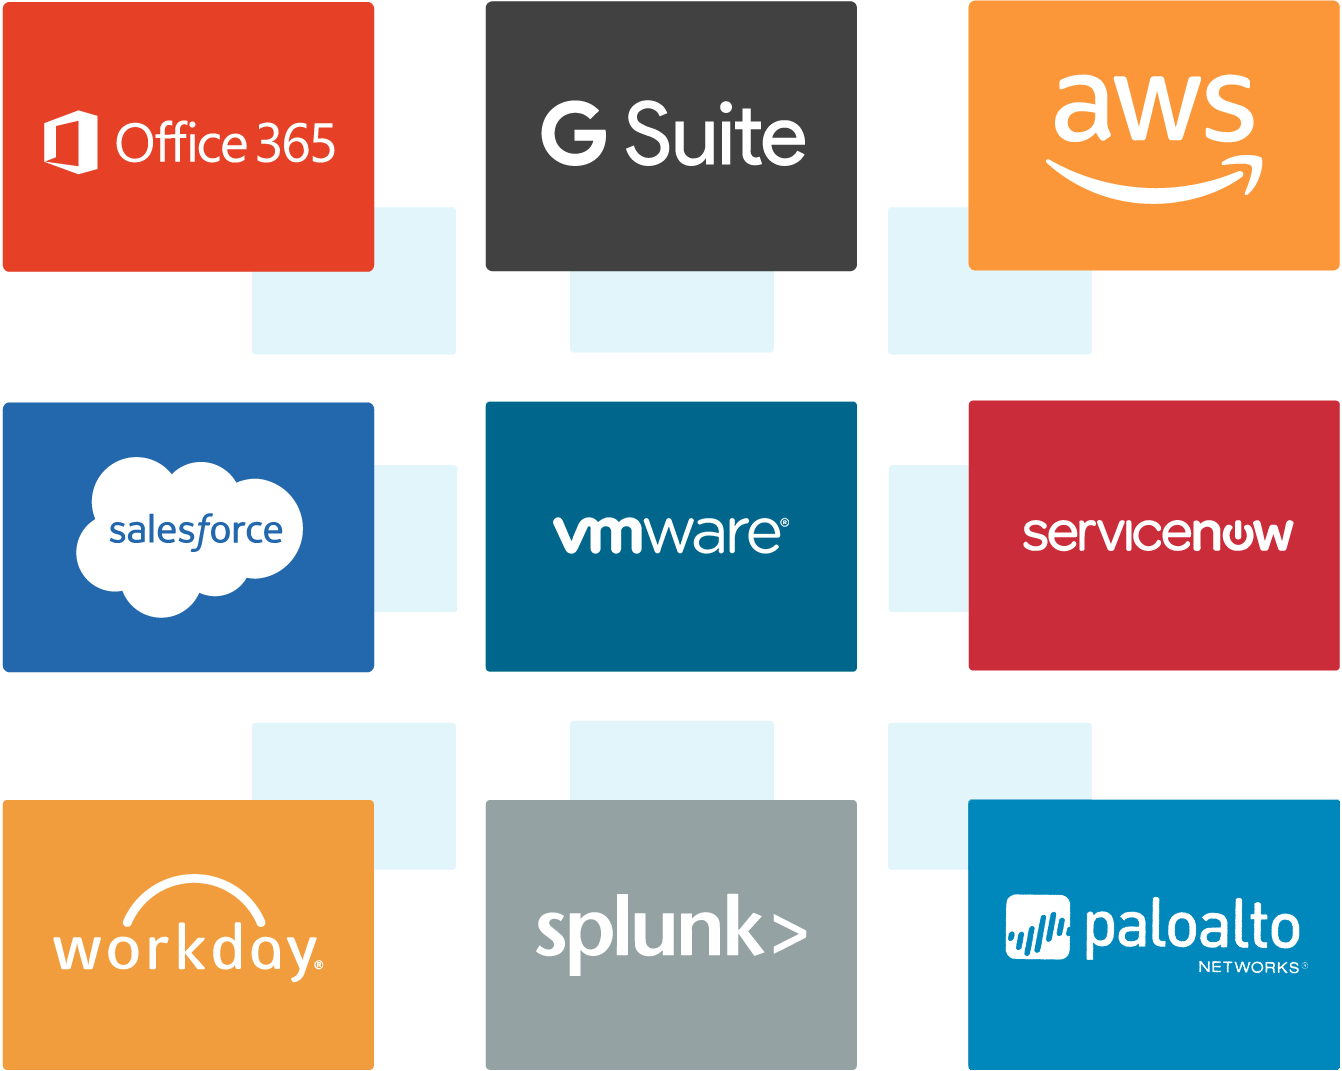 Office 365
G Suite
aws
salesforce
vmware®
servicenow
workday®
splunk>
paloalto
NETWORKS®